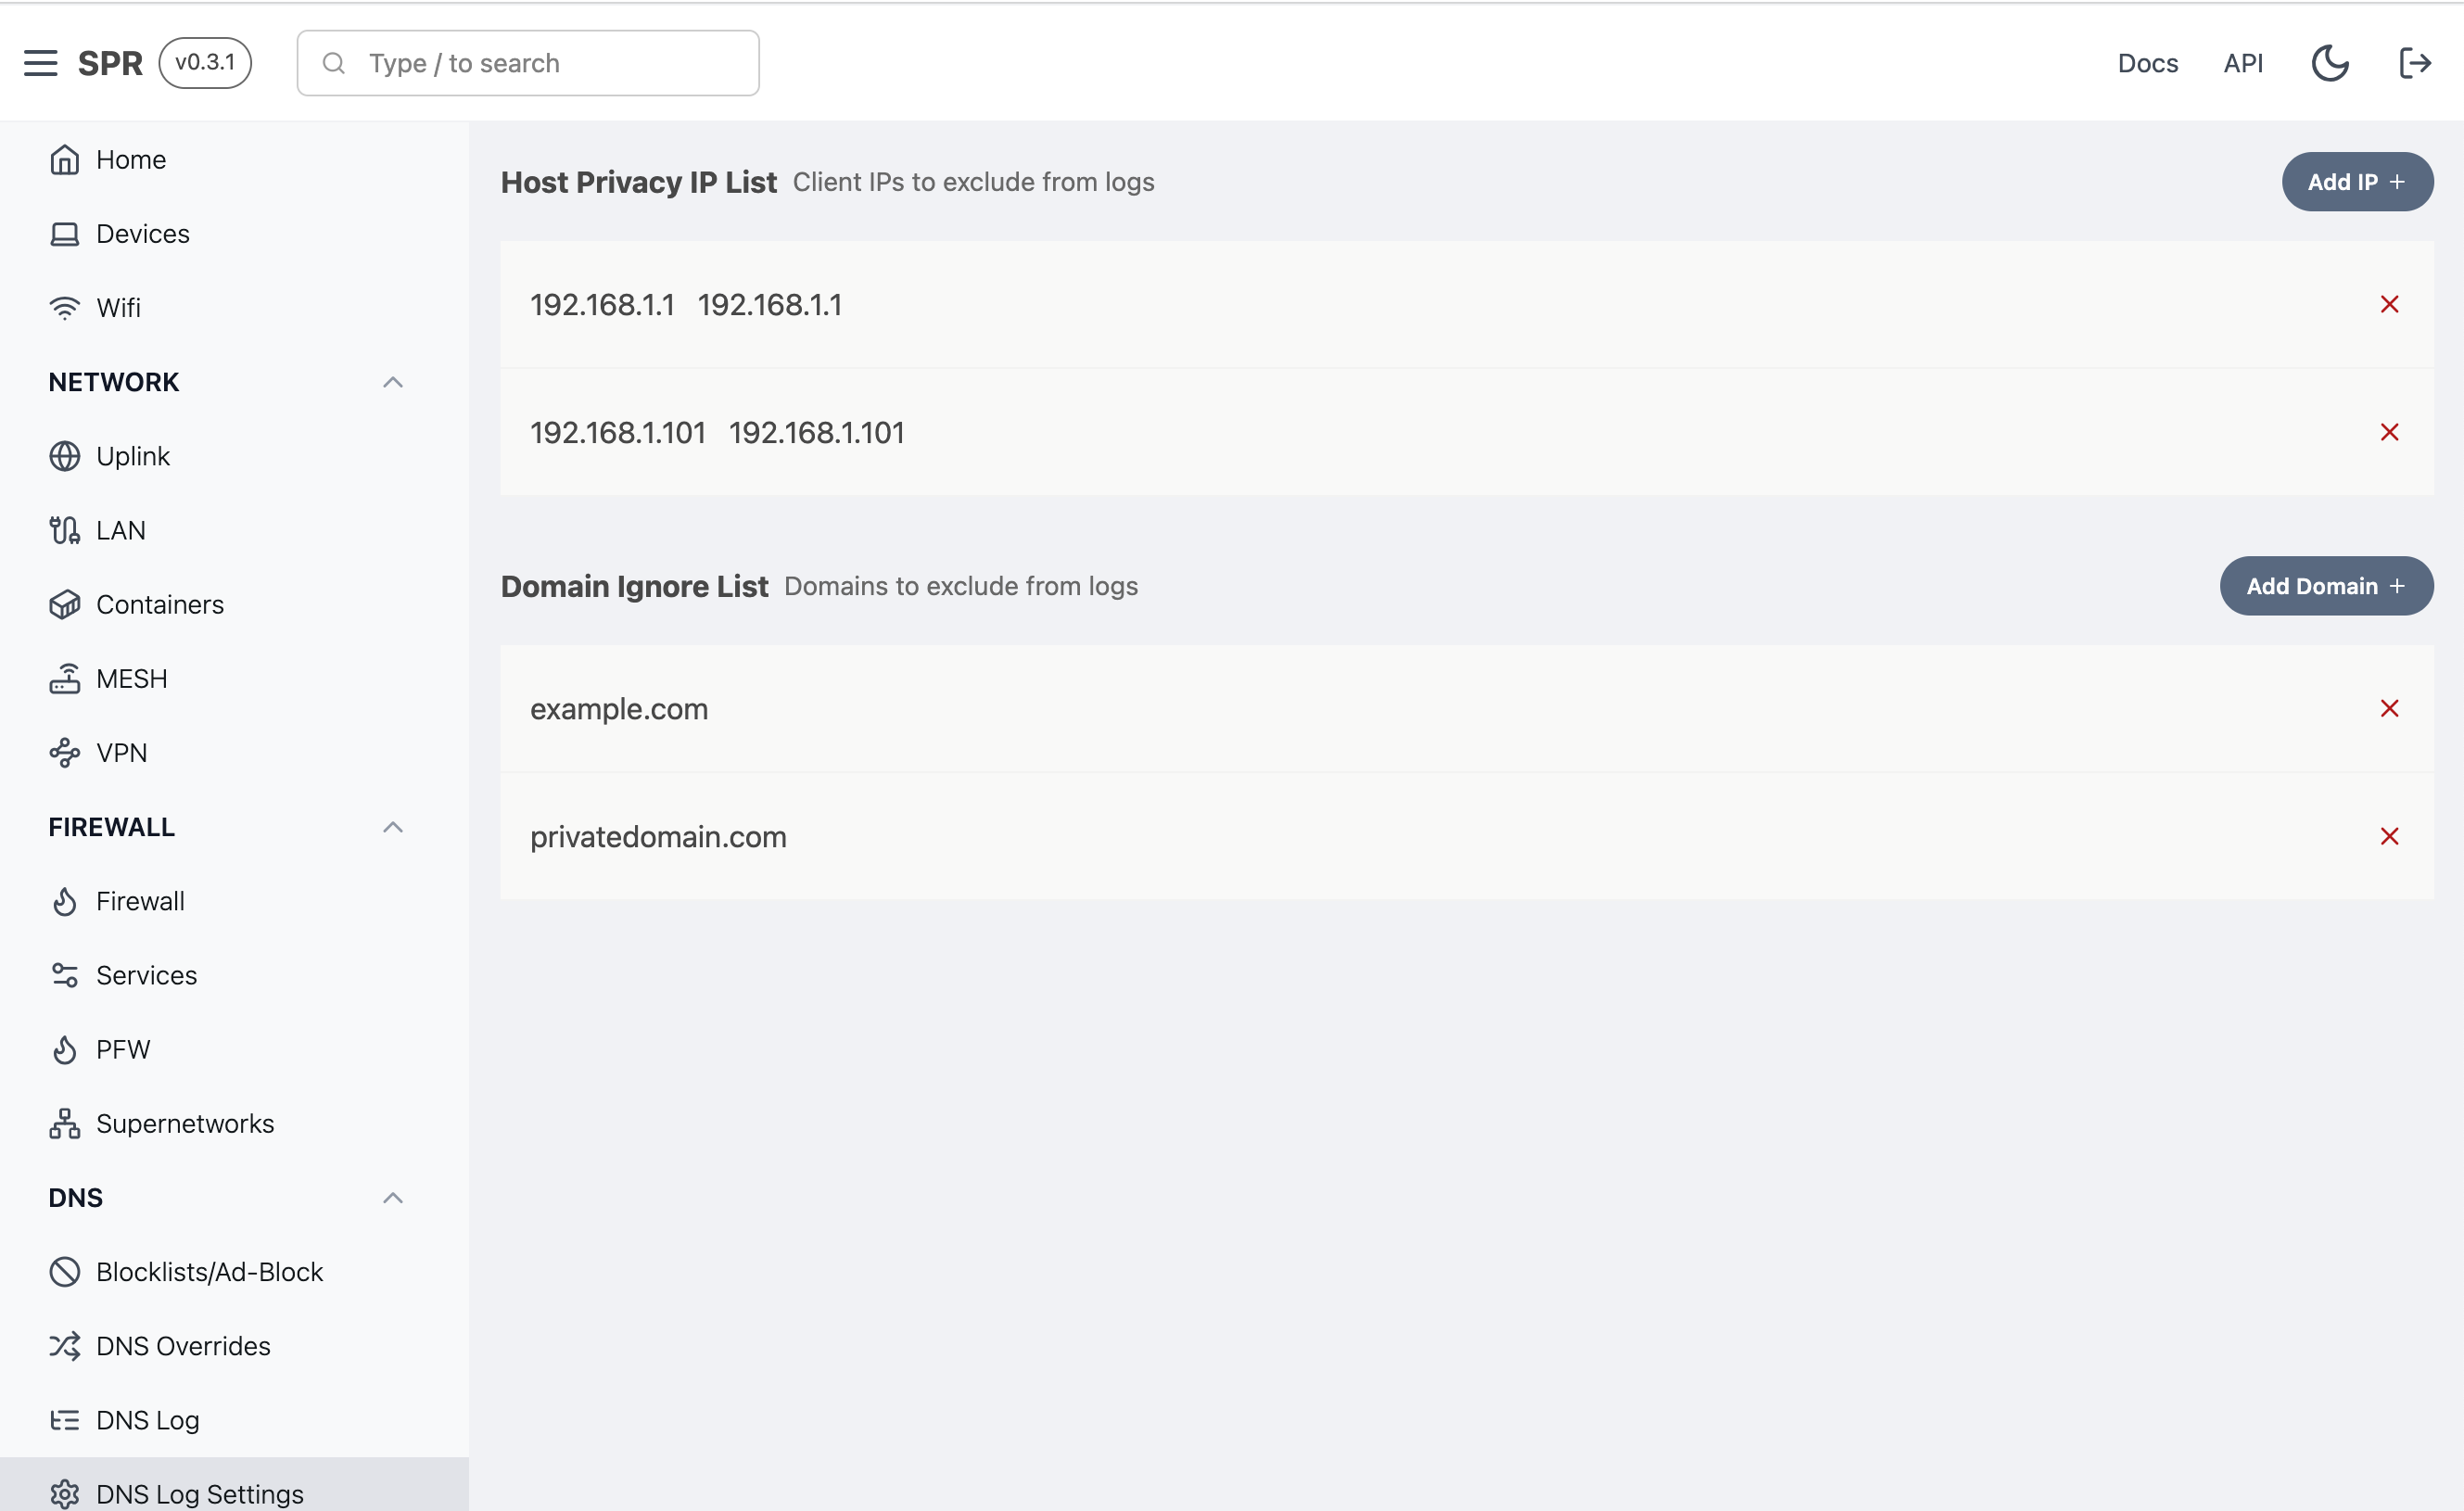 SPR v0.3.1 Type / to search Docs API
Home
Devices
Wifi
NETWORK
Uplink
LAN
Containers
MESH
VPN
FIREWALL
Firewall
Services
PFW
Supernetworks
DNS
Blocklists/Ad-Block
DNS Overrides
DNS Log
DNS Log Settings
Host Privacy IP List Client IPs to exclude from logs Add IP +
192.168.1.1 192.168.1.1
192.168.1.101 192.168.1.101
Domain Ignore List Domains to exclude from logs Add Domain +
example.com
privatedomain.com